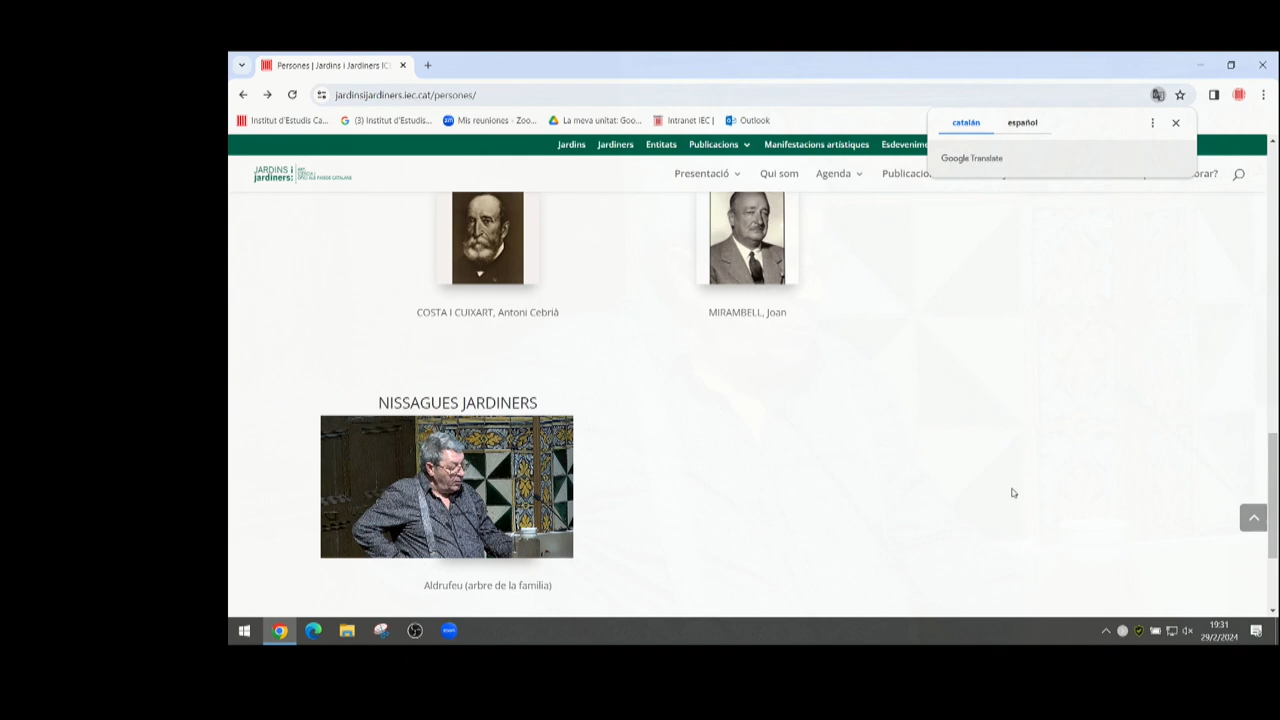 Persones | Jardins i Jardiners IC
jardinsijardiners.iec.cat/persones/
Institut d'Estudis Ca...
(3) Institut d'Estudis...
Mis reuniones - Zoo...
La meva unitat: Goo...
Intranet IEC |
Outlook
catalán
español
Google Translate
Jardins
Jardiners
Entitats
Publicacions
Manifestacions artístiques
Esdevenime
JARDINS i
jardiners:
Presentació
Qui som
Agenda
Publicacio
orar?
COSTA I CUIXART, Antoni Cebrià
MIRAMBELL, Joan
NISSAGUES JARDINERS
Aldrufeu (arbre de la familia)
zoom
19:31
29/2/2024